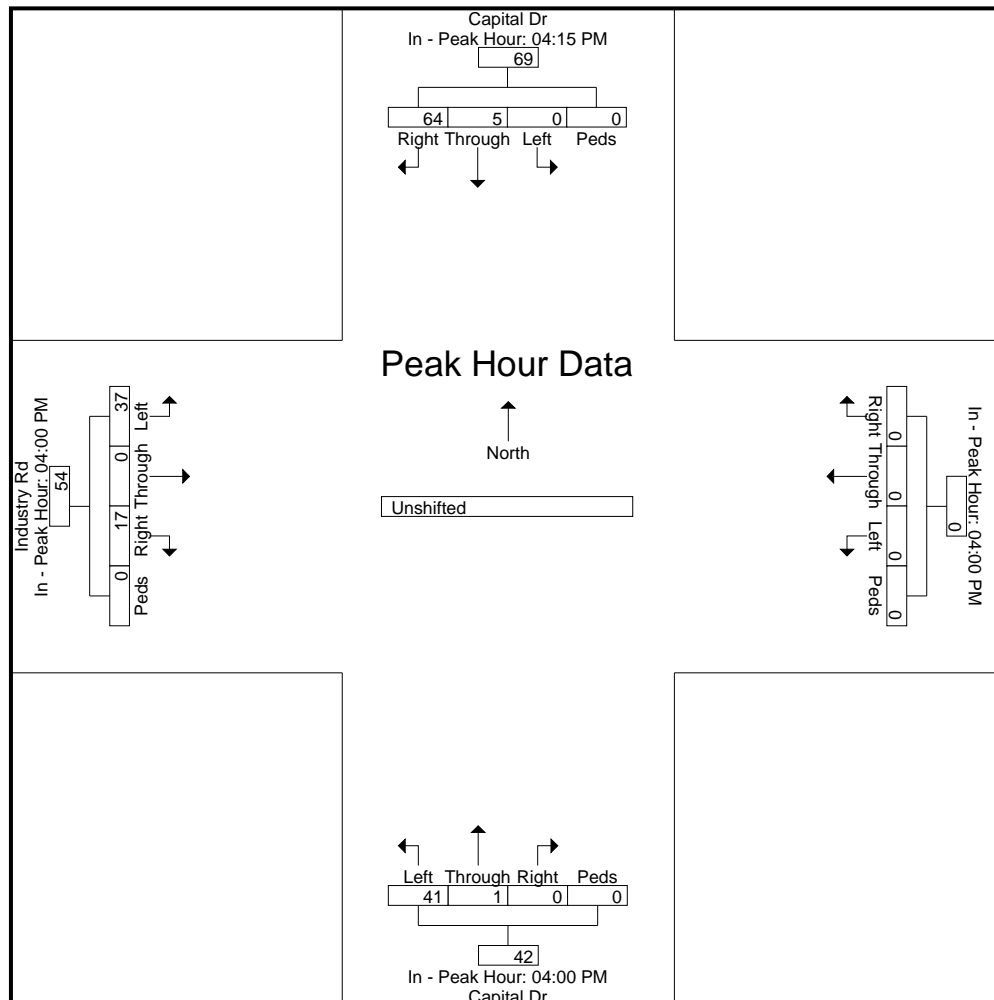 Capital Dr
In - Peak Hour: 04:15 PM
69
64 5 0 0
Right Through Left Peds
Peak Hour Data
North
Unshifted
Industry Rd
In - Peak Hour: 04:00 PM
54
37 0 17 0
Left Through Right Peds
Right Through Left Peds
0 0 0 0
0
In - Peak Hour: 04:00 PM
Left Through Right Peds
41 1 0 0
42
In - Peak Hour: 04:00 PM
Capital Dr